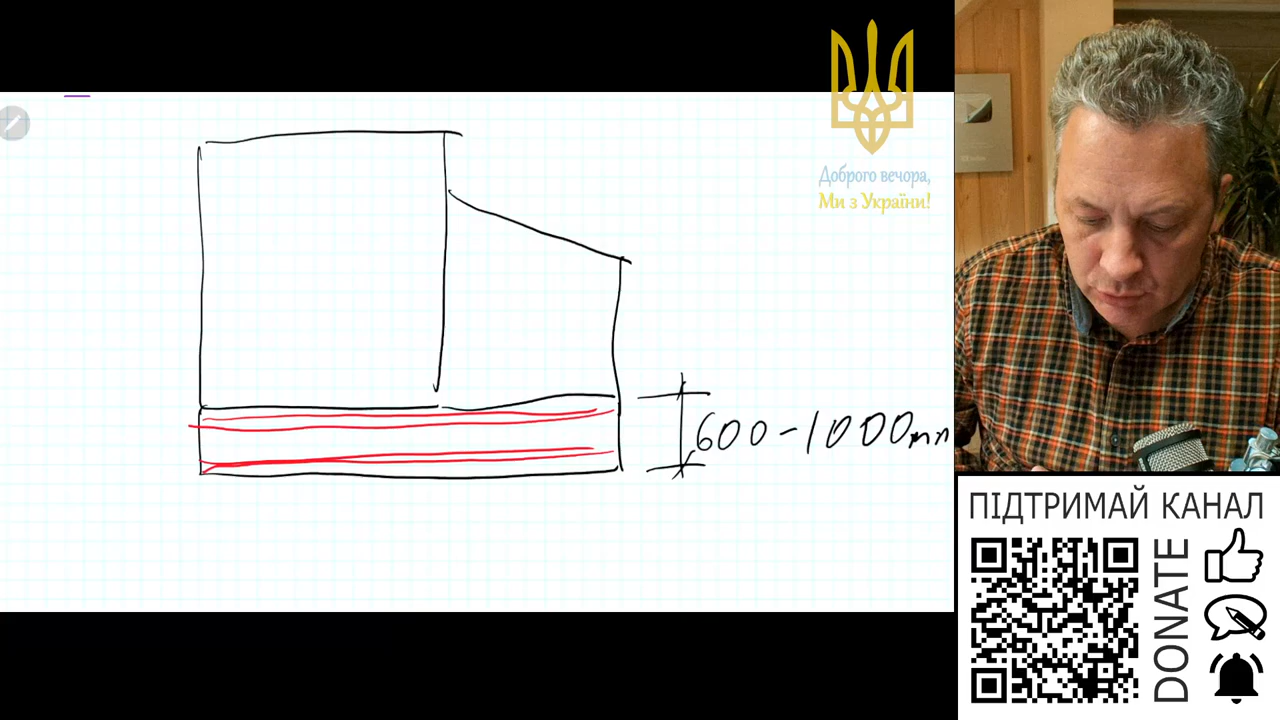 Доброго вечора,
Ми з України!
600-1000мм
ПІДТРИМАЙ КАНАЛ
DONATE